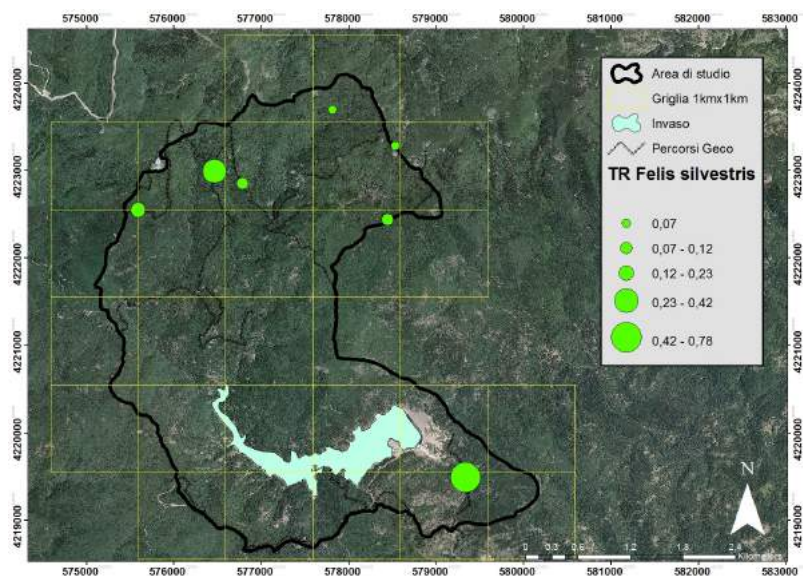 575000 576000 577000 578000 579000 580000 581000 582000 583000
4224000
4223000
4222000
4221000
4220000
4219000
Area di studio
Griglia 1kmx1km
Invaso
Percorsi Geco
TR Felis silvestris
0,07
0,07 - 0,12
0,12 - 0,23
0,23 - 0,42
0,42 - 0,78
4224000
4223000
4222000
4221000
4220000
4219000
N
0 0.3 0.6 1.2 1.8 2.4
Kilometers
575000 576000 577000 578000 579000 580000 581000 582000 583000